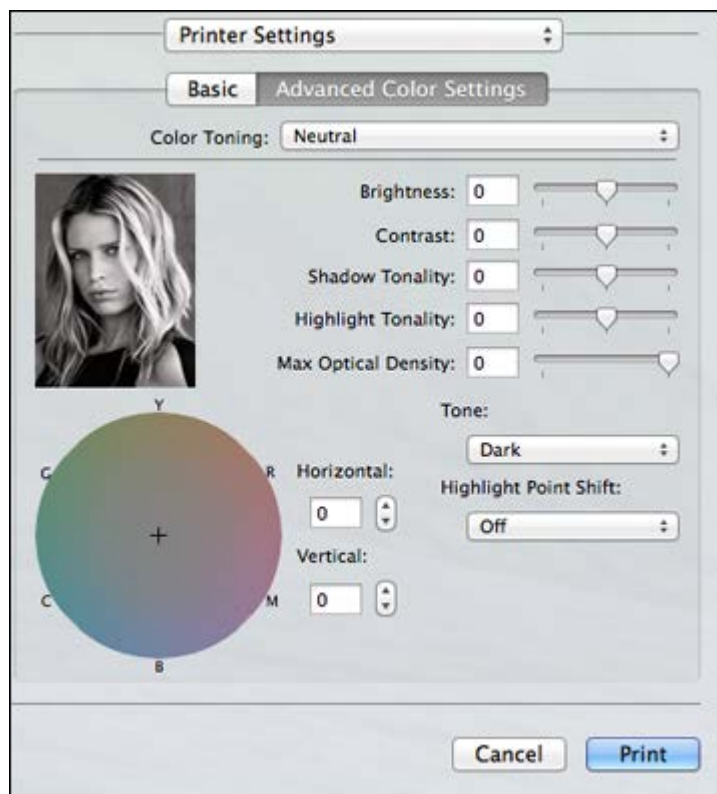 Printer Settings
Basic Advanced Color Settings
Color Toning: Neutral
Brightness: 0
Contrast: 0
Shadow Tonality: 0
Highlight Tonality: 0
Max Optical Density: 0
Y
G
R
C
M
B
Horizontal:
0
Vertical:
0
Tone:
Dark
Highlight Point Shift:
Off
Cancel Print